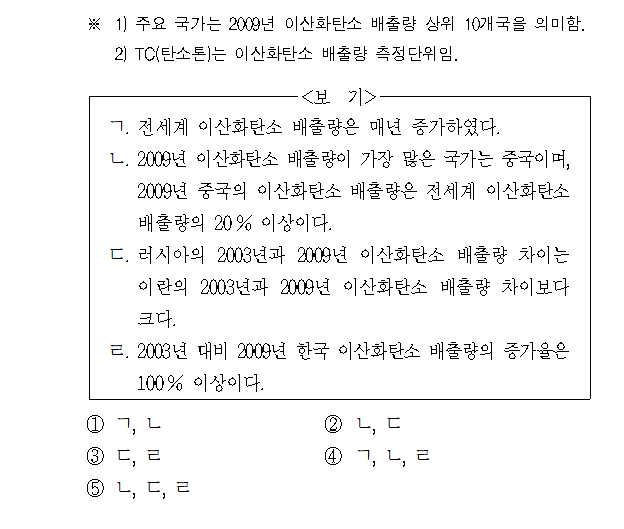 ※ 1) 주요 국가는 2009년 이산화탄소 배출량 상위 10개국을 의미함.
2) TC(탄소톤)는 이산화탄소 배출량 측정단위임.
<보 기>
ㄱ. 전세계 이산화탄소 배출량은 매년 증가하였다.
ㄴ. 2009년 이산화탄소 배출량이 가장 많은 국가는 중국이며,
2009년 중국의 이산화탄소 배출량은 전세계 이산화탄소
배출량의 20% 이상이다.
ㄷ. 러시아의 2003년과 2009년 이산화탄소 배출량 차이는
이란의 2003년과 2009년 이산화탄소 배출량 차이보다
크다.
ㄹ. 2003년 대비 2009년 한국 이산화탄소 배출량의 증가율은
100% 이상이다.
① ㄱ, ㄴ ② ㄴ, ㄷ
③ ㄷ, ㄹ ④ ㄱ, ㄴ, ㄹ
⑤ ㄴ, ㄷ, ㄹ